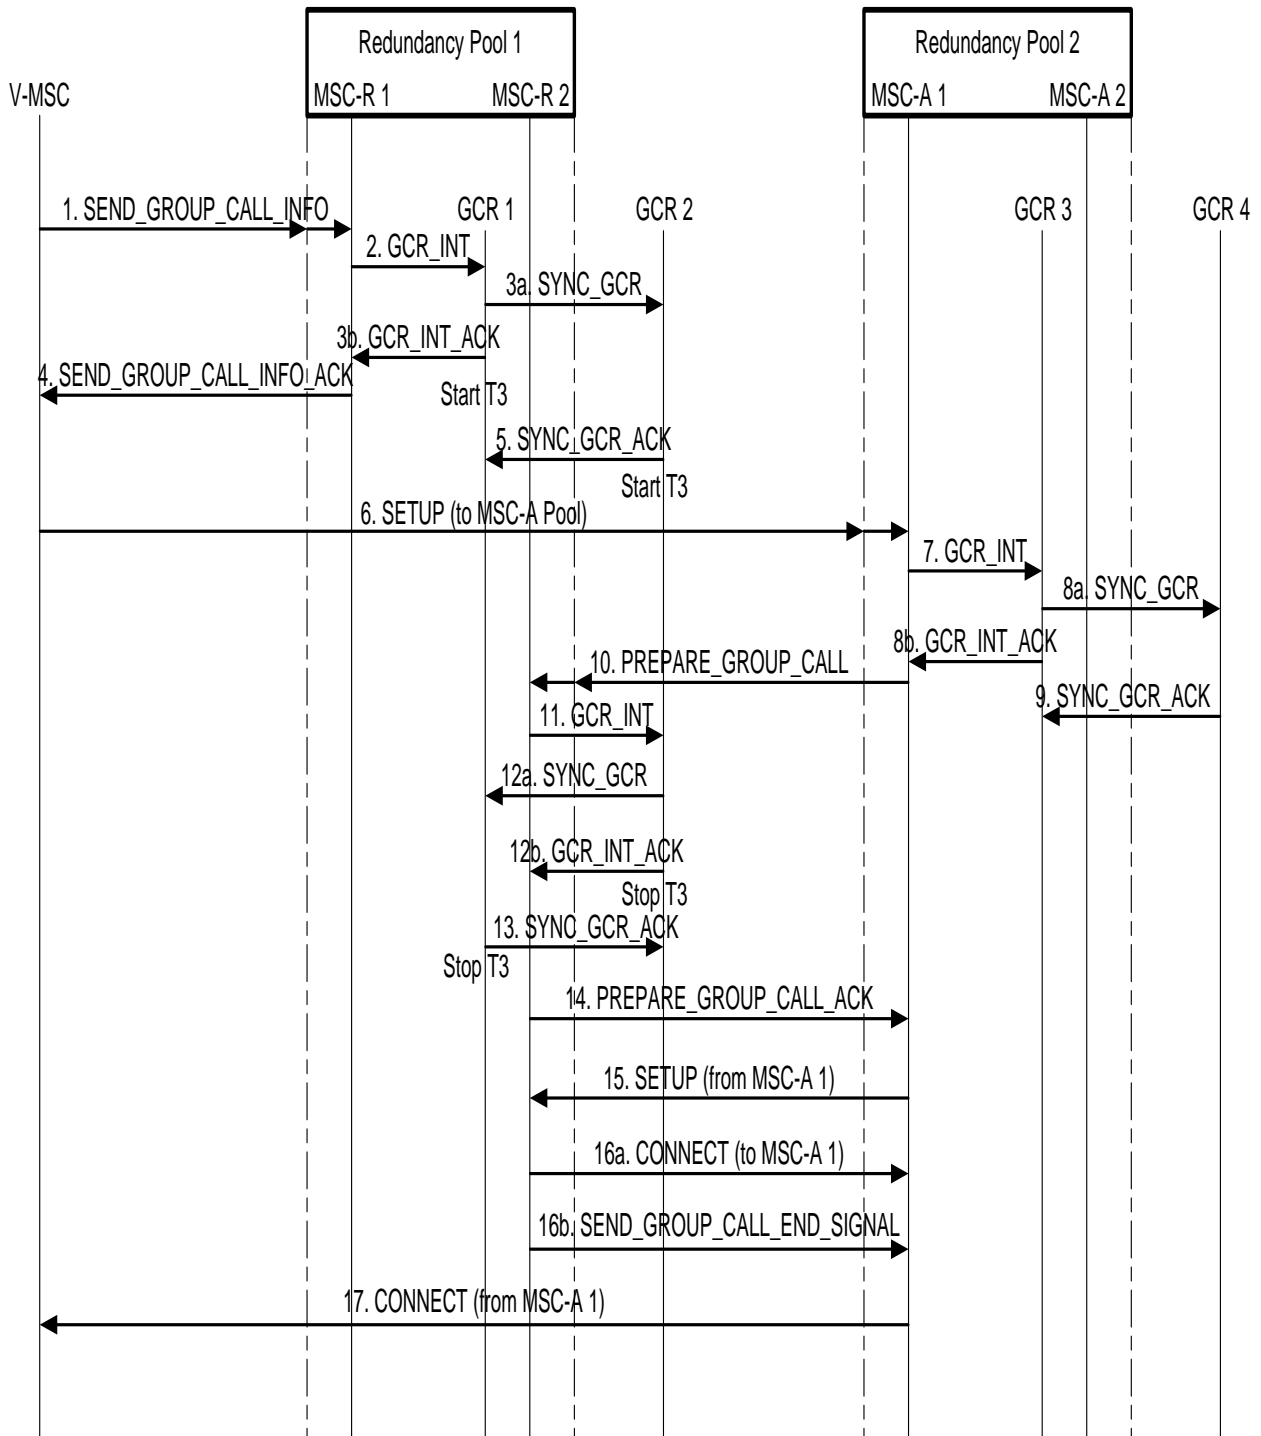 Redundancy Pool 1
Redundancy Pool 2
V-MSC
MSC-R 1
MSC-R 2
MSC-A 1
MSC-A 2
1. SEND_GROUP_CALL_INFO
GCR 1
GCR 2
GCR 3
GCR 4
2. GCR_INT
3a. SYNC_GCR
3b. GCR_INT_ACK
4. SEND_GROUP_CALL_INFO_ACK
Start T3
5. SYNC_GCR_ACK
Start T3
6. SETUP (to MSC-A Pool)
7. GCR_INT
8a. SYNC_GCR
8b. GCR_INT_ACK
10. PREPARE_GROUP_CALL
9. SYNC_GCR_ACK
11. GCR_INT
12a. SYNC_GCR
12b. GCR_INT_ACK
Stop T3
13. SYNC_GCR_ACK
Stop T3
14. PREPARE_GROUP_CALL_ACK
15. SETUP (from MSC-A 1)
16a. CONNECT (to MSC-A 1)
16b. SEND_GROUP_CALL_END_SIGNAL
17. CONNECT (from MSC-A 1)